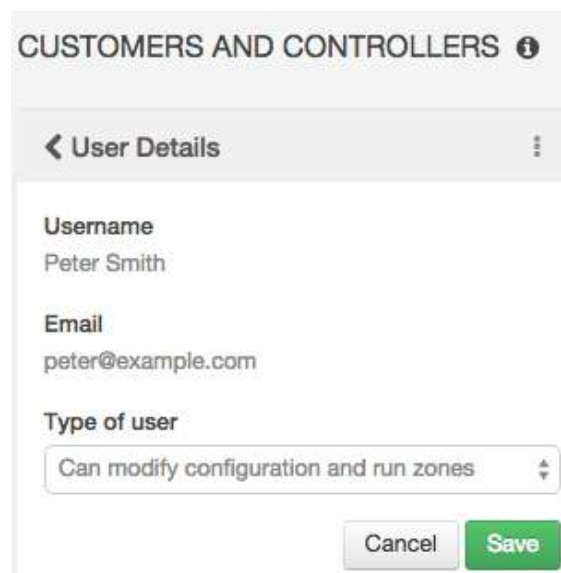 CUSTOMERS AND CONTROLLERS
User Details
Username
Peter Smith
Email
peter@example.com
Type of user
Can modify configuration and run zones
Cancel Save